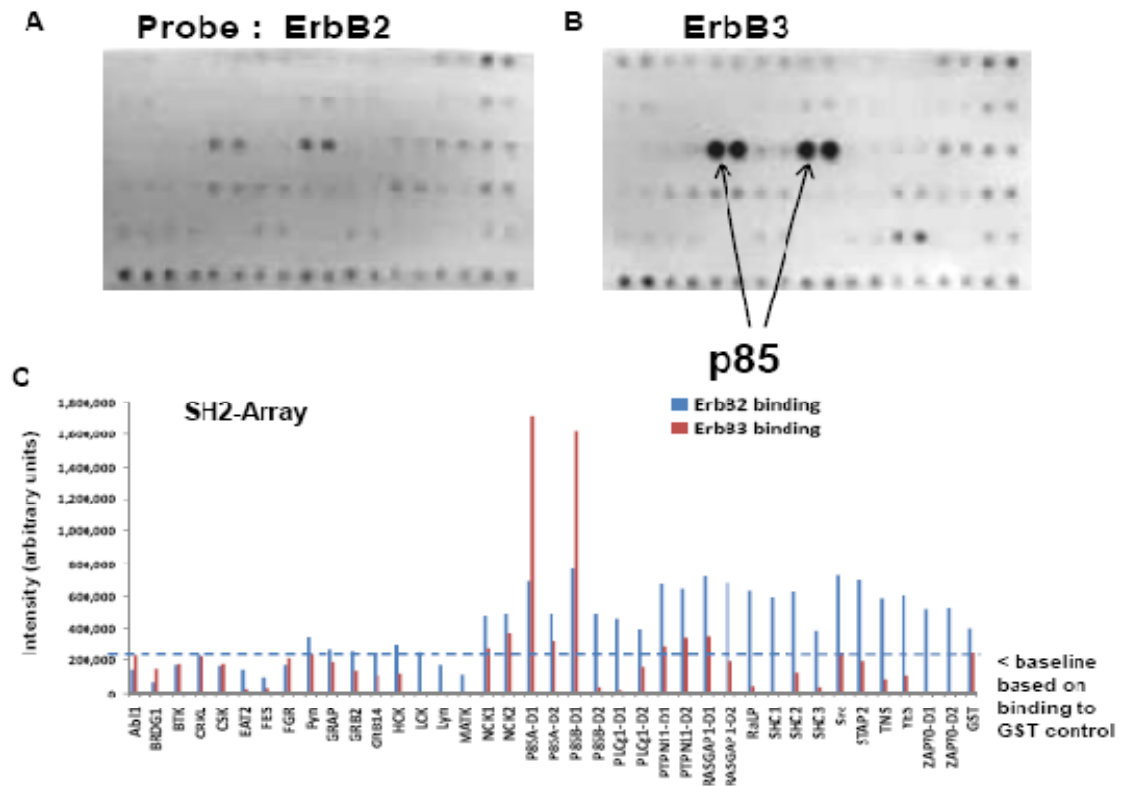 A
Probe : ErbB2
B
ErbB3
p85
C
SH2-Array
ErbB2 binding
ErbB3 binding
Intensity (arbitrary units)
1,800,000
1,600,000
1,400,000
1,200,000
1,000,000
800,000
600,000
400,000
200,000
0
< baseline
based on
binding to
GST control
Abl1
BRDG1
BTK
CRKL
CSK
EAT2
FES
FGR
Fyn
GRAP
GRB2
GRB14
HCK
LCK
Lyn
MATK
NCK1
NCK2
P85A-D1
P85A-D2
P85B-D1
P85B-D2
PLCg1-D1
PLCg1-D2
PTPN11-D1
PTPN11-D2
RASGAP1-D1
RASGAP1-D2
RaLP
SHC1
SHC2
SHC3
Src
STAP2
TNS
Yes
ZAP70-D1
ZAP70-D2
GST